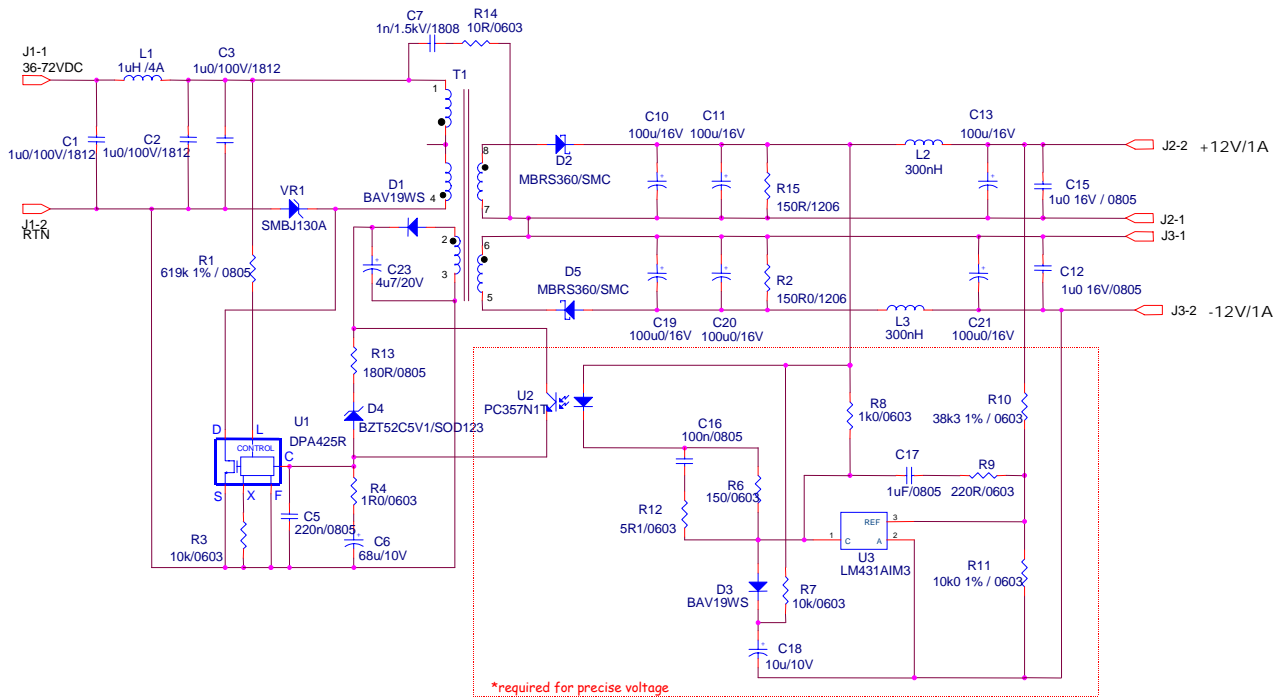 C7
1n/1.5kV/1808
R14
10R/0603
J1-1
36-72VDC
L1
1uH /4A
C3
1u0/100V/1812
T1
1
C1
1u0/100V/1812
C2
1u0/100V/1812
C10
100u/16V
C11
100u/16V
C13
100u/16V
8
D2
MBRS360/SMC
L2
300nH
J2-2
+12V/1A
D1
BAV19WS
4
VR1
SMBJ130A
R15
150R/1206
C15
1u0 16V / 0805
J1-2
RTN
7
J2-1
2
6
J3-1
R1
619k 1% / 0805
C23
4u7/20V
3
D5
MBRS360/SMC
R2
150R0/1206
C12
1u0 16V/0805
5
C19
100u0/16V
C20
100u0/16V
L3
300nH
C21
100u0/16V
J3-2
-12V/1A
R13
180R/0805
U2
PC357N1T
R8
1k0/0603
R10
38k3 1% / 0603
D4
BZT52C5V1/SOD123
U1
DPA425R
D
L
CONTROL
C
S
X
F
C16
100n/0805
C17
1uF/0805
R9
220R/0603
R4
1R0/0603
R6
150/0603
R12
5R1/0603
C5
220n/0805
R3
10k/0603
C6
68u/10V
1
C
REF
A
3
2
U3
LM431AIM3
R11
10k0 1% / 0603
D3
BAV19WS
R7
10k/0603
C18
10u/10V
*required for precise voltage